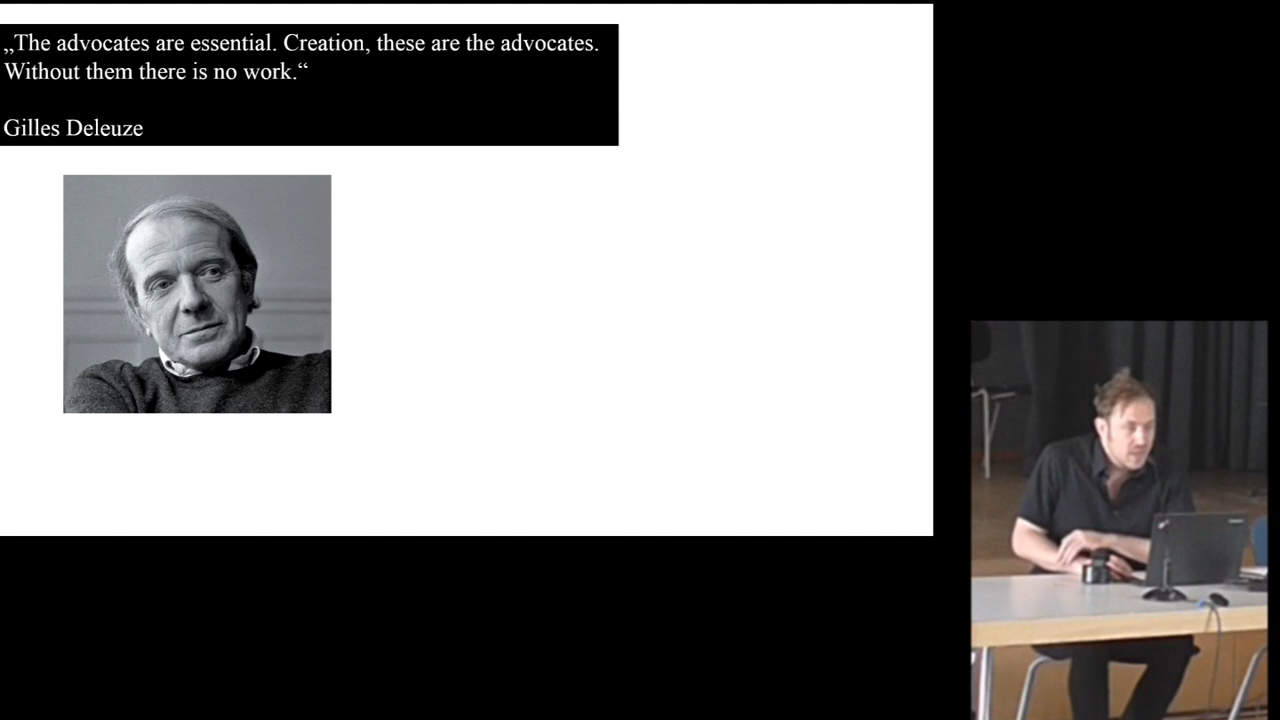 „The advocates are essential. Creation, these are the advocates.
Without them there is no work.“
Gilles Deleuze